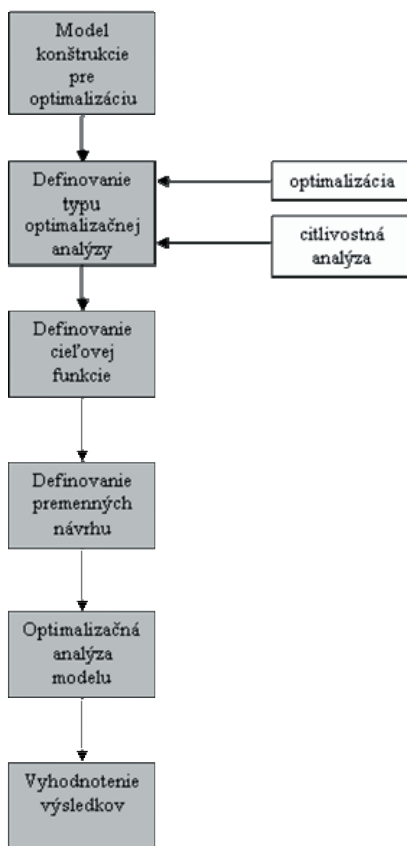 Model
konštrukcie
pre
optimalizáciu
Definovanie
typu
optimalizačnej
analýzy
optimalizácia
citlivostná
analýza
Definovanie
cieľovej
funkcie
Definovanie
premenných
návrhu
Optimalizačná
analýza
modelu
Vyhodnotenie
výsledkov